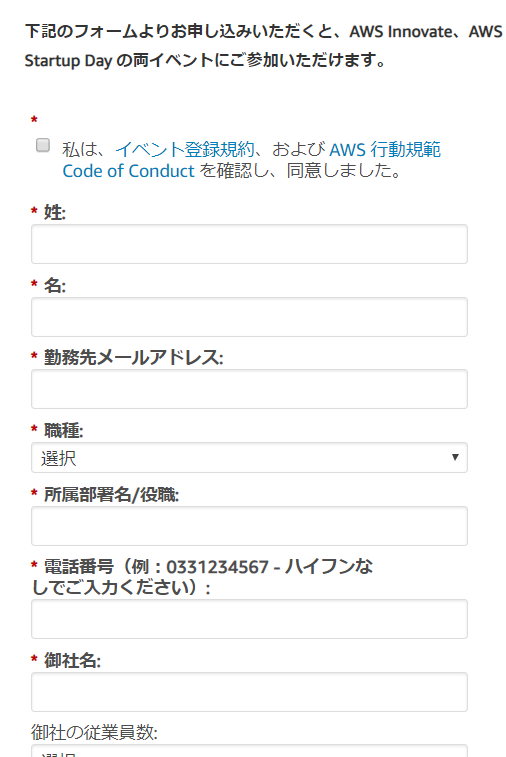 下記のフォームよりお申し込みいただくと、AWS Innovate、AWS
Startup Day の両イベントにご参加いただけます。
*
私は、イベント登録規約、および AWS 行動規範
Code of Conduct を確認し、同意しました。
* 姓:
* 名:
* 勤務先メールアドレス:
* 職種:
選択
* 所属部署名/役職:
* 電話番号（例：0331234567 - ハイフンな
しでご入力ください）:
* 御社名:
御社の従業員数:
選択